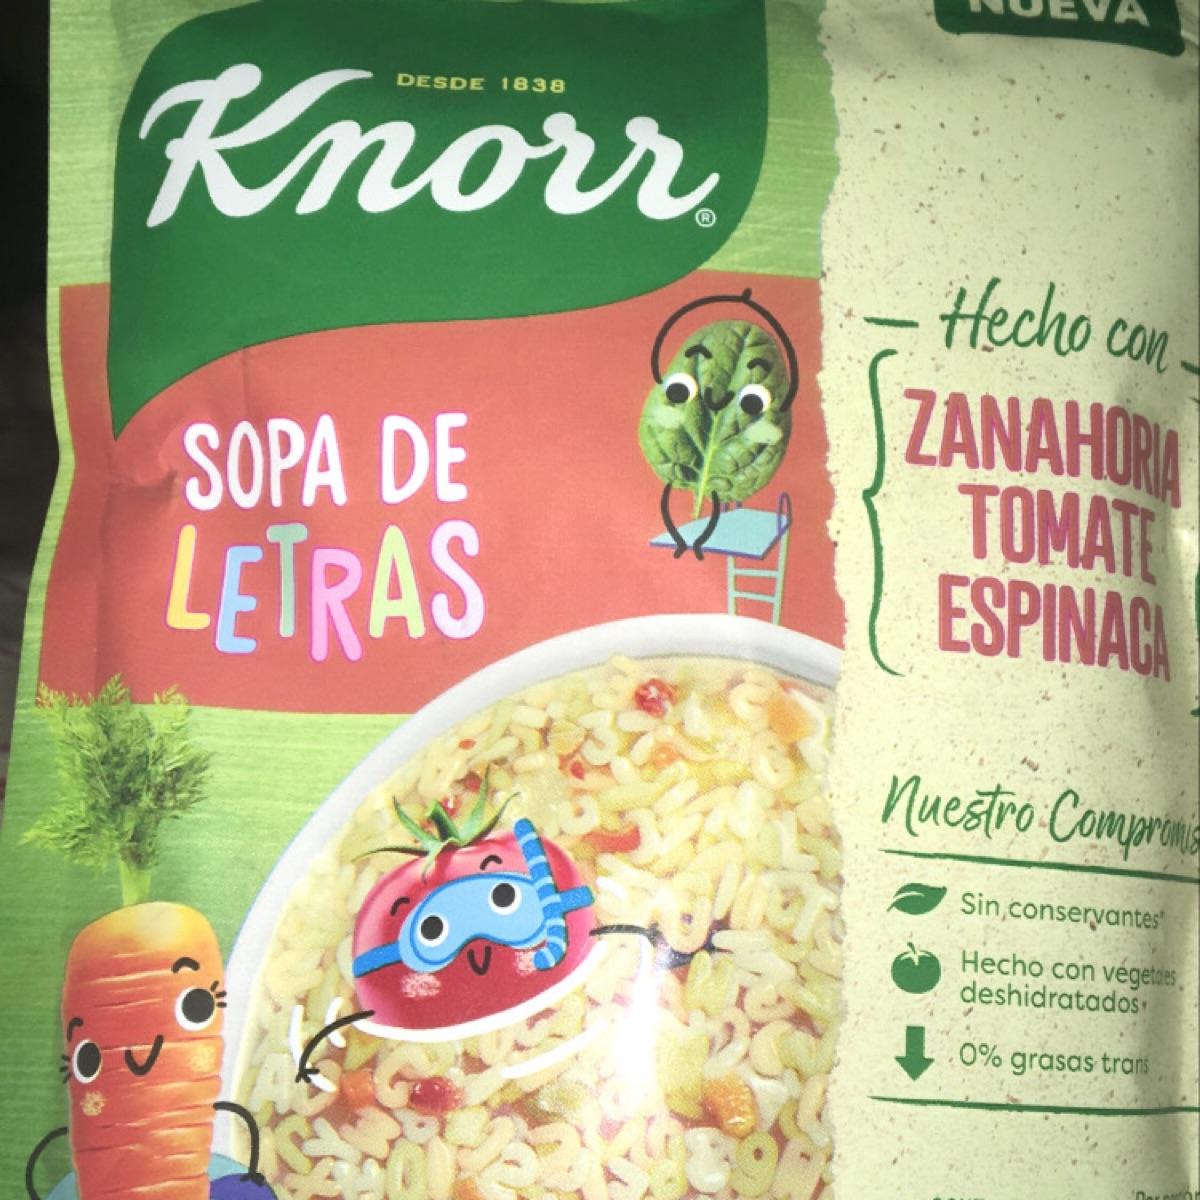 NUEVA
DESDE 1838
Knorr®
SOPA DE
LETRAS
Hecho con
ZANAHORIA
TOMATE
ESPINACA
Nuestro Compromis
Sin conservantes*
Hecho con vegetales
deshidratados•
0% grasas trans